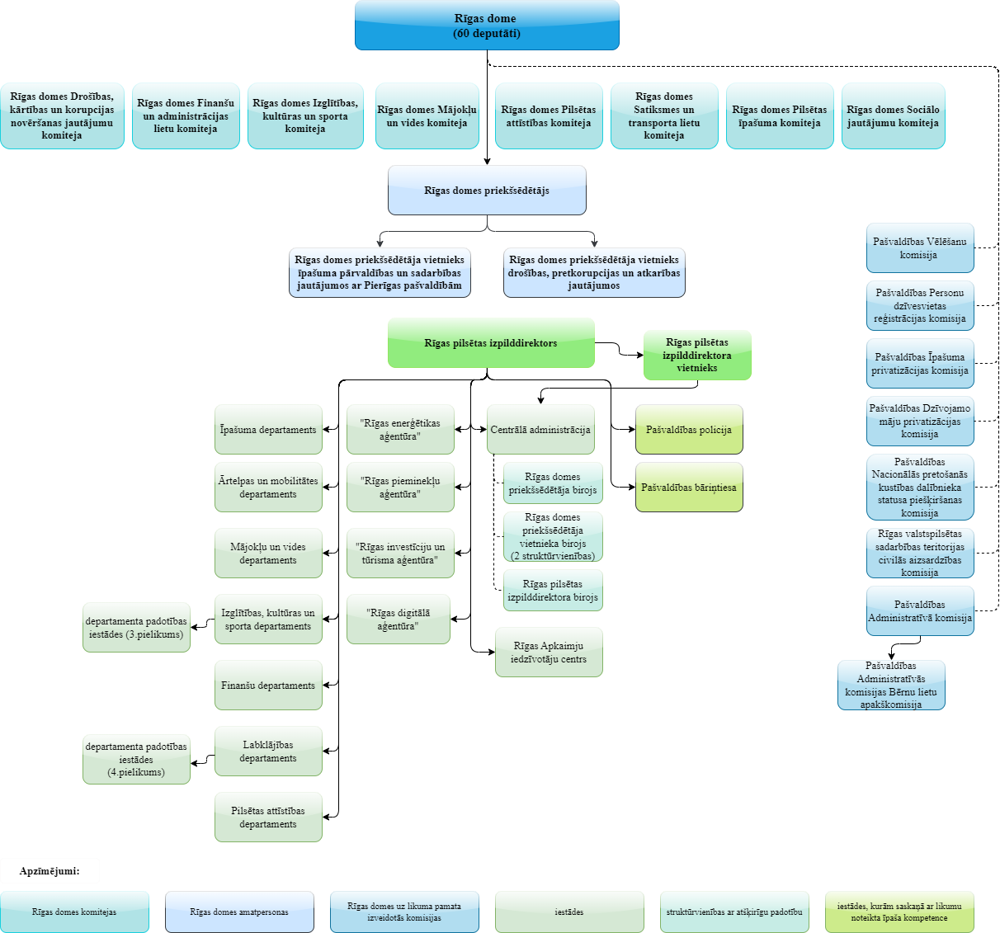 Rīgas dome
(60 deputāti)
Rīgas domes Drošības,
kārtības un korupcijas
novēršanas jautājumu
komiteja
Rīgas domes Finanšu
un administrācijas
lietu komiteja
Rīgas domes Izglītības,
kultūras un sporta
komiteja
Rīgas domes Mājokļu
un vides komiteja
Rīgas domes Pilsētas
attīstības komiteja
Rīgas domes
Satiksmes un
transporta lietu
komiteja
Rīgas domes Pilsētas
īpašuma komiteja
Rīgas domes Sociālo
jautājumu komiteja
Rīgas domes priekšsēdētājs
Rīgas domes priekšsēdētāja vietnieks
īpašuma pārvaldības un sadarbības
jautājumos ar Pierīgas pašvaldībām
Rīgas domes priekšsēdētāja vietnieks
drošības, pretkorupcijas un atkarības
jautājumos
Rīgas pilsētas izpilddirektors
Rīgas pilsētas
izpilddirektora
vietnieks
Īpašuma departaments
Ārtelpas un mobilitātes
departaments
Mājokļu un vides
departaments
Izglītības, kultūras un
sporta departaments
departamenta padotības
iestādes (3.pielikums)
Finanšu departaments
Labklājības
departaments
departamenta padotības
iestādes
(4.pielikums)
Pilsētas attīstības
departaments
"Rīgas enerģētikas
aģentūra"
"Rīgas pieminekļu
aģentūra"
"Rīgas investīciju un
tūrisma aģentūra"
"Rīgas digitālā
aģentūra"
Centrālā administrācija
Rīgas domes
priekšsēdētāja birojs
Rīgas domes
priekšsēdētāja
vietnieka birojs
(2 struktūrvienības)
Rīgas pilsētas
izpilddirektora birojs
Rīgas Apkaimju
iedzīvotāju centrs
Pašvaldības policija
Pašvaldības bāriņtiesa
Pašvaldības Vēlēšanu
komisija
Pašvaldības Personu
dzīvesvietas
reģistrācijas komisija
Pašvaldības Īpašuma
privatizācijas komisija
Pašvaldības Dzīvojamo
māju privatizācijas
komisija
Pašvaldības
Nacionālās pretošanās
kustības dalībnieka
statusa piešķiršanas
komisija
Rīgas valstspilsētas
sadarbības teritorijas
civilās aizsardzības
komisija
Pašvaldības
Administratīvā komisija
Pašvaldības
Administratīvās
komisijas Bērnu lietu
apakškomisija
Apzīmējumi:
Rīgas domes komitejas
Rīgas domes amatpersonas
Rīgas domes uz likuma pamata
izveidotās komisijas
iestādes
struktūrvienības ar atšķirīgu padotību
iestādes, kurām saskaņā ar likumu
noteikta īpaša kompetence